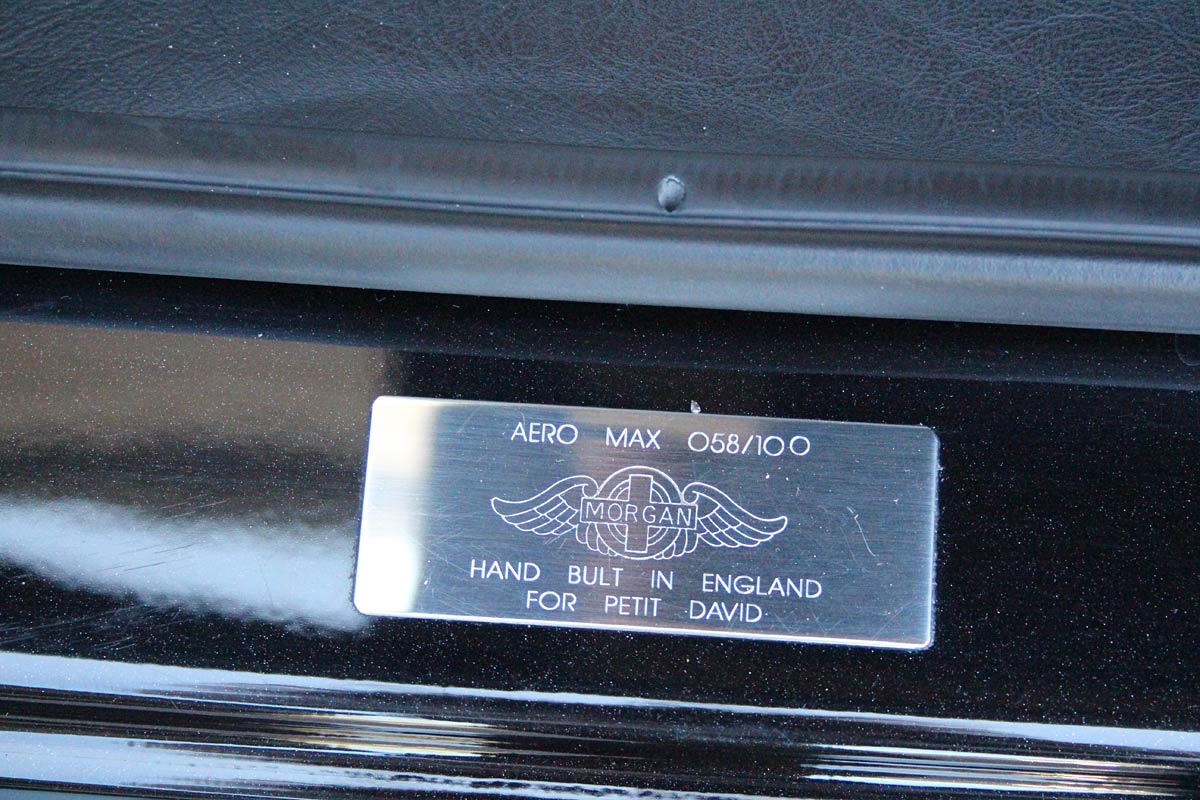 AERO MAX 058/100
MORGAN
HAND BULT IN ENGLAND
FOR PETIT DAVID